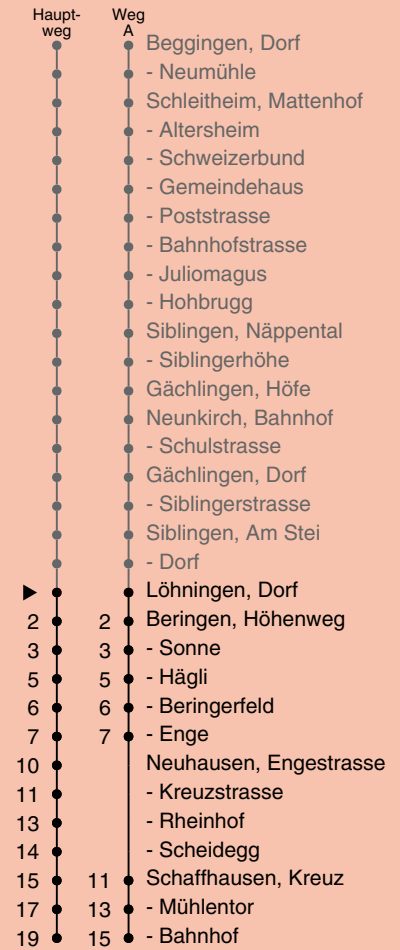 Haupt- Weg
weg A
Beggingen, Dorf
- Neumühle
Schleitheim, Mattenhof
- Altersheim
- Schweizerbund
- Gemeindehaus
- Poststrasse
- Bahnhofstrasse
- Juliomagus
- Hohbrugg
Siblingen, Näppental
- Siblingerhöhe
Gächlingen, Höfe
Neunkirch, Bahnhof
- Schulstrasse
Gächlingen, Dorf
- Siblingerstrasse
Siblingen, Am Stei
- Dorf
Löhningen, Dorf
2 2 Beringen, Höhenweg
3 3 - Sonne
5 5 - Hägli
6 6 - Beringerfeld
7 7 - Enge
10 Neuhausen, Engestrasse
11 - Kreuzstrasse
13 - Rheinhof
14 - Scheidegg
15 11 Schaffhausen, Kreuz
17 13 - Mühlentor
19 15 - Bahnhof